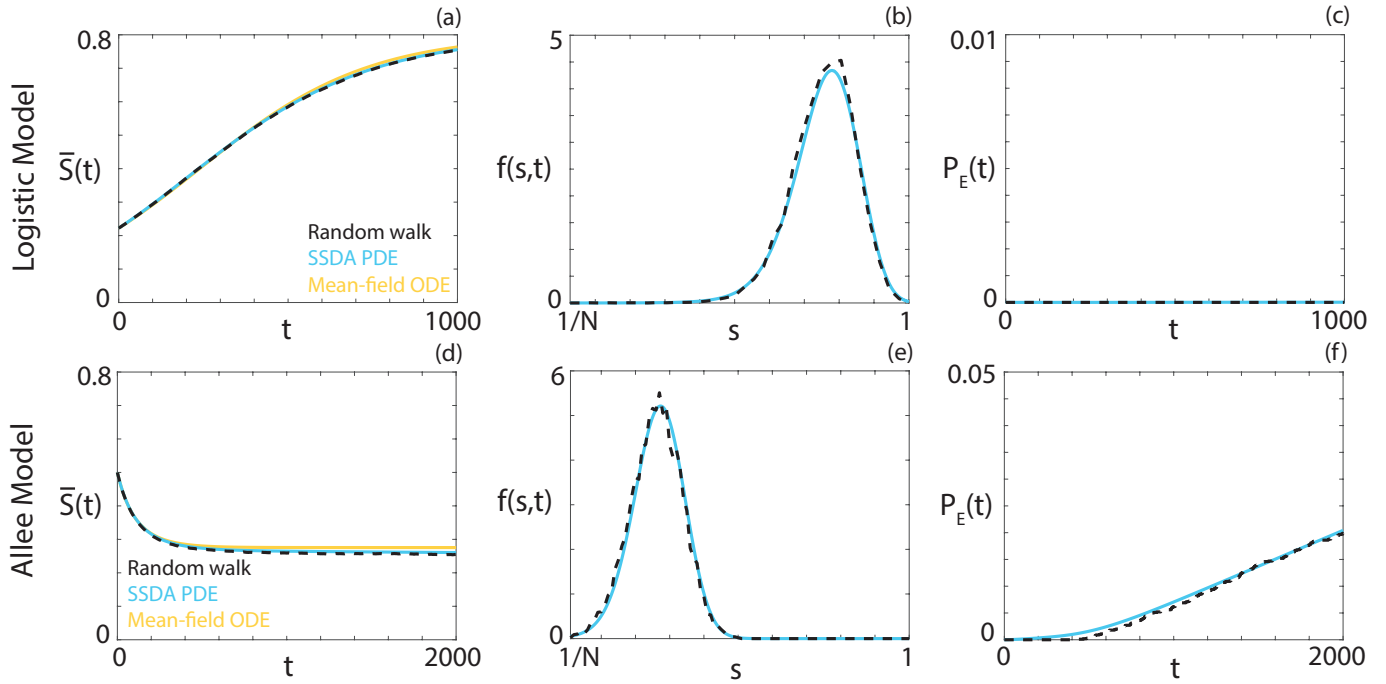 Logistic Model
(a)
0.8
S̄(t)
0
Random walk
SSDA PDE
Mean-field ODE
0
t
1000
(b)
5
f(s,t)
0
1/N
s
1
(c)
0.01
P_E(t)
0
0
t
1000
Allee Model
(d)
0.8
S̄(t)
0
Random walk
SSDA PDE
Mean-field ODE
0
t
2000
(e)
6
f(s,t)
0
1/N
s
1
(f)
0.05
P_E(t)
0
0
t
2000